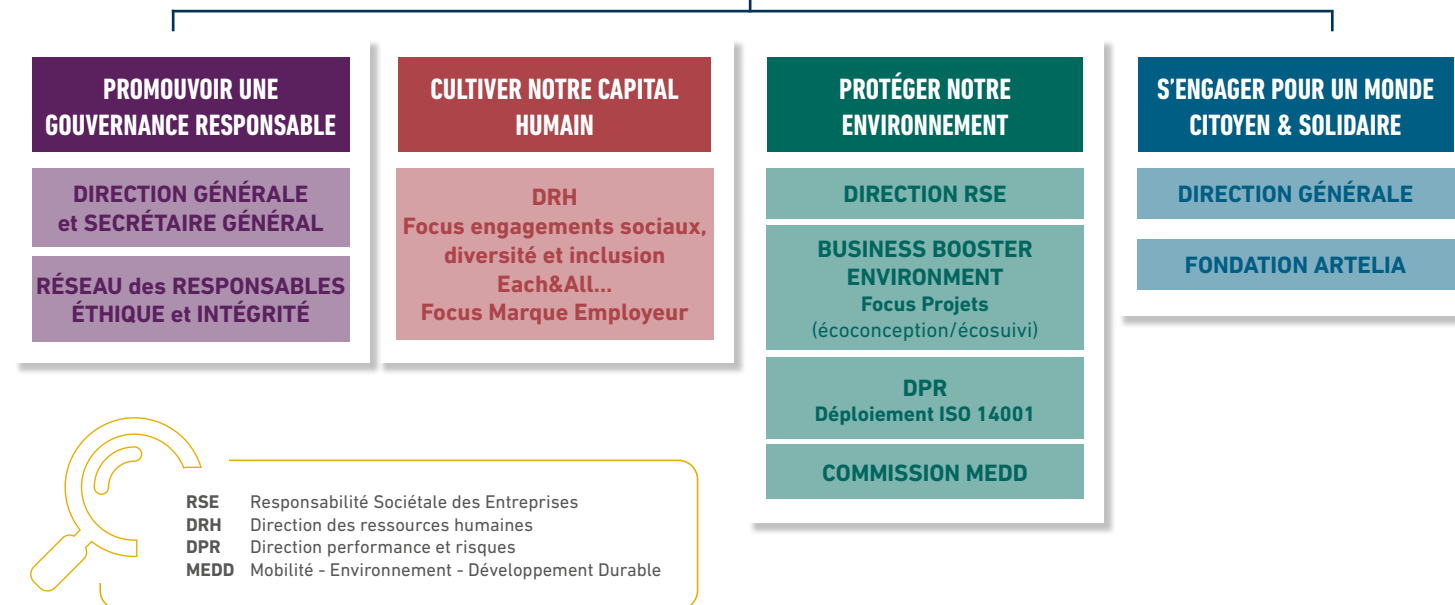 PROMOUVOIR UNE
GOUVERNANCE RESPONSABLE
DIRECTION GÉNÉRALE
et SECRÉTAIRE GÉNÉRAL
RÉSEAU des RESPONSABLES
ÉTHIQUE et INTÉGRITÉ
CULTIVER NOTRE CAPITAL
HUMAIN
DRH
Focus engagements sociaux,
diversité et inclusion
Each&All...
Focus Marque Employeur
PROTÉGER NOTRE
ENVIRONNEMENT
DIRECTION RSE
BUSINESS BOOSTER
ENVIRONMENT
Focus Projets
(écoconception/écosuivi)
DPR
Déploiement ISO 14001
COMMISSION MEDD
S'ENGAGER POUR UN MONDE
CITOYEN & SOLIDAIRE
DIRECTION GÉNÉRALE
FONDATION ARTELIA
RSE Responsabilité Sociétale des Entreprises
DRH Direction des ressources humaines
DPR Direction performance et risques
MEDD Mobilité - Environnement - Développement Durable